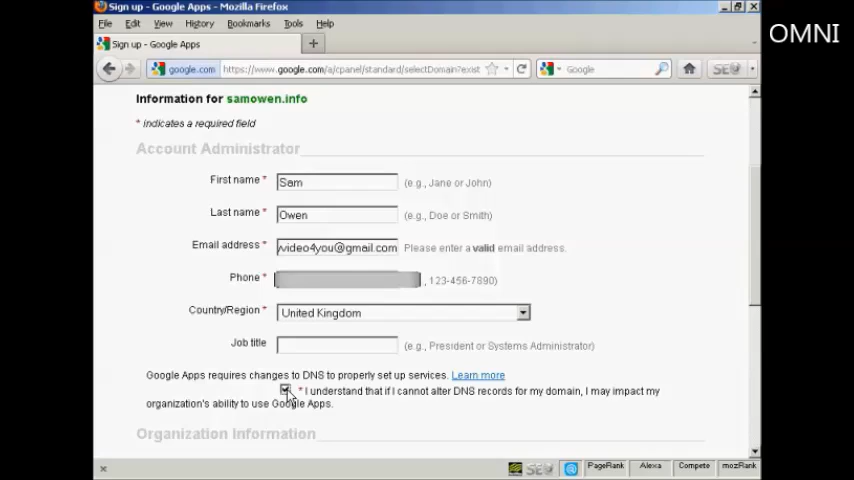 Sign up - Google Apps - Mozilla Firefox
OMNI
File Edit View History Bookmarks Tools Help
Sign up - Google Apps
google.com https://www.google.com/a/cpanel/standard/selectDomain?exist Google SE
Information for samowen.info
* indicates a required field
Account Administrator
First name * Sam (e.g., Jane or John)
Last name * Owen (e.g., Doe or Smith)
Email address * video4you@gmail.com Please enter a valid email address.
Phone * , 123-456-7890)
Country/Region * United Kingdom
Job title (e.g., President or Systems Administrator)
Google Apps requires changes to DNS to properly set up services. Learn more
* I understand that if I cannot alter DNS records for my domain, I may impact my
organization's ability to use Google Apps.
Organization Information
SE PageRank Alexa Compete mozRank